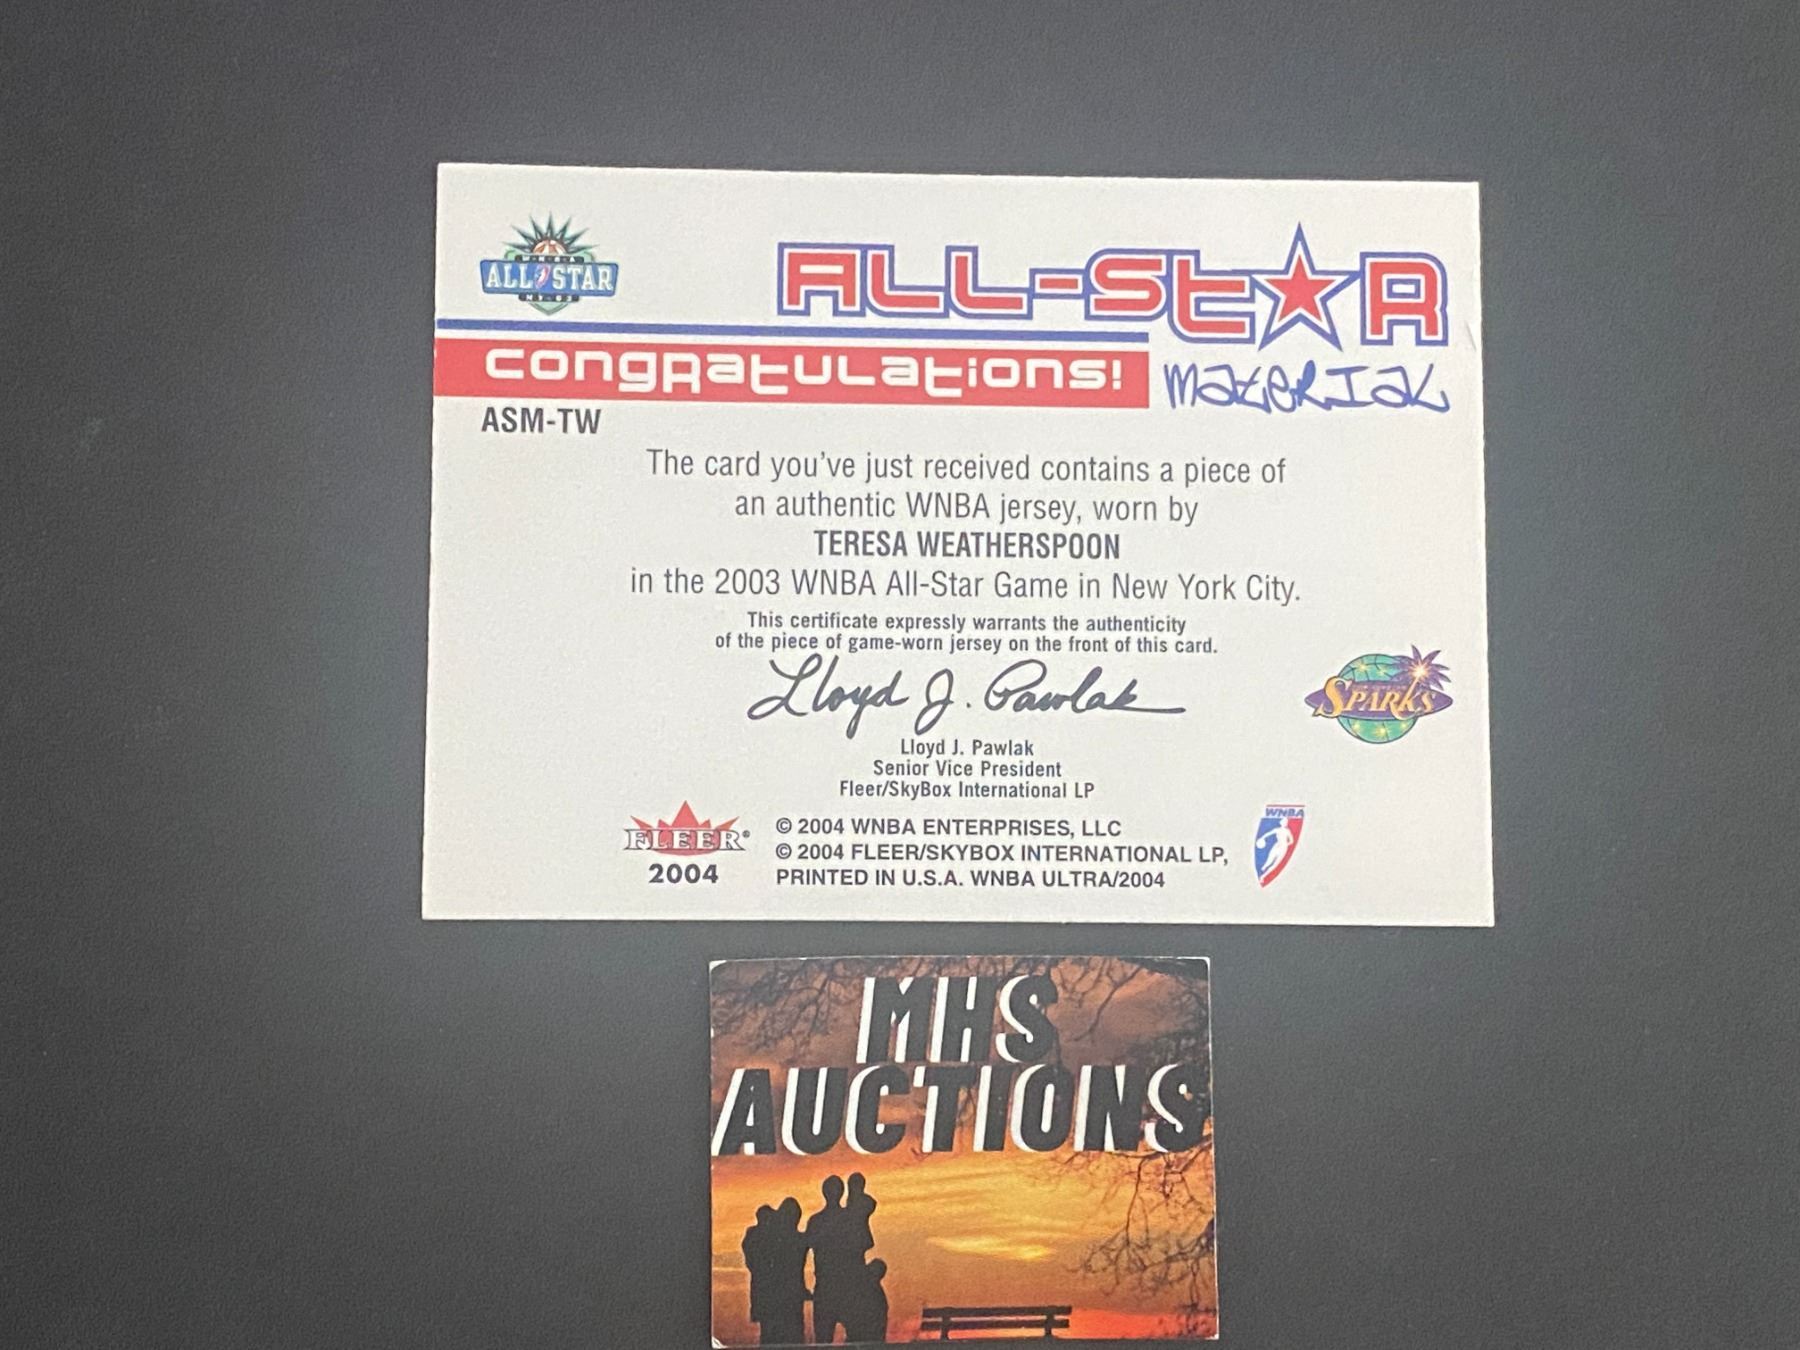 W·N·B·A
ALL STAR
NY·03
ALL-STAR
MATERIAL
CONGRATULATIONS!
ASM-TW
The card you've just received contains a piece of
an authentic WNBA jersey, worn by
TERESA WEATHERSPOON
in the 2003 WNBA All-Star Game in New York City.
This certificate expressly warrants the authenticity
of the piece of game-worn jersey on the front of this card.
Lloyd J. Pawlak
SPARKS
Lloyd J. Pawlak
Senior Vice President
Fleer/SkyBox International LP
FLEER®
2004
© 2004 WNBA ENTERPRISES, LLC
© 2004 FLEER/SKYBOX INTERNATIONAL LP,
PRINTED IN U.S.A. WNBA ULTRA/2004
WNBA
MHS
AUCTIONS